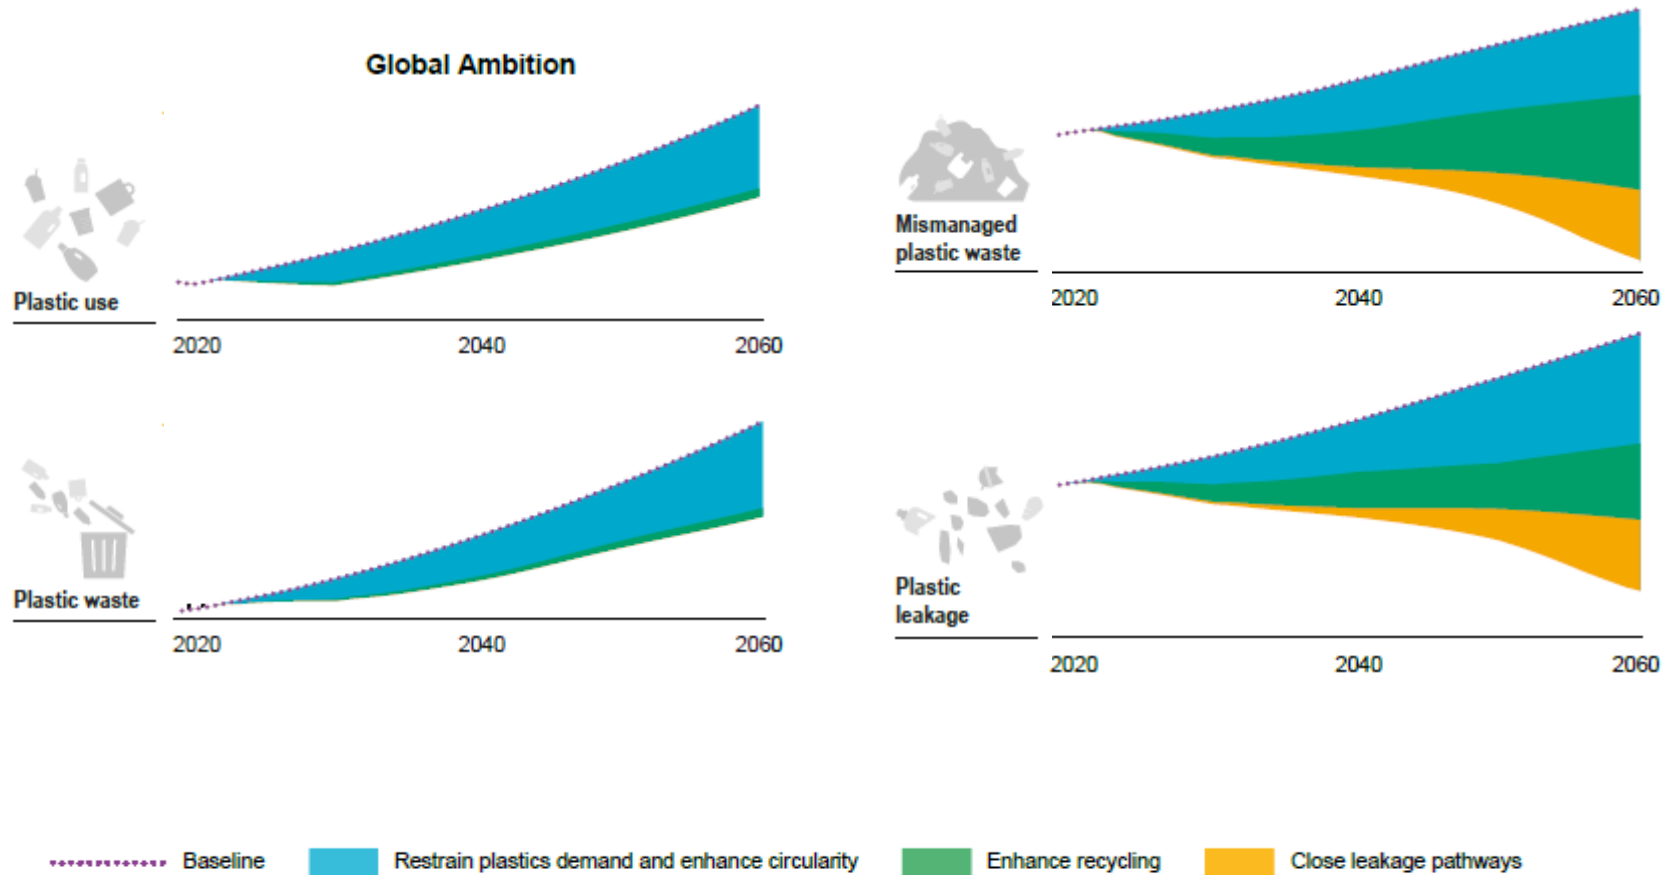 Global Ambition
Plastic use
2020 2040 2060
Plastic waste
2020 2040 2060
Mismanaged
plastic waste
2020 2040 2060
Plastic
leakage
2020 2040 2060
Baseline Restrain plastics demand and enhance circularity Enhance recycling Close leakage pathways